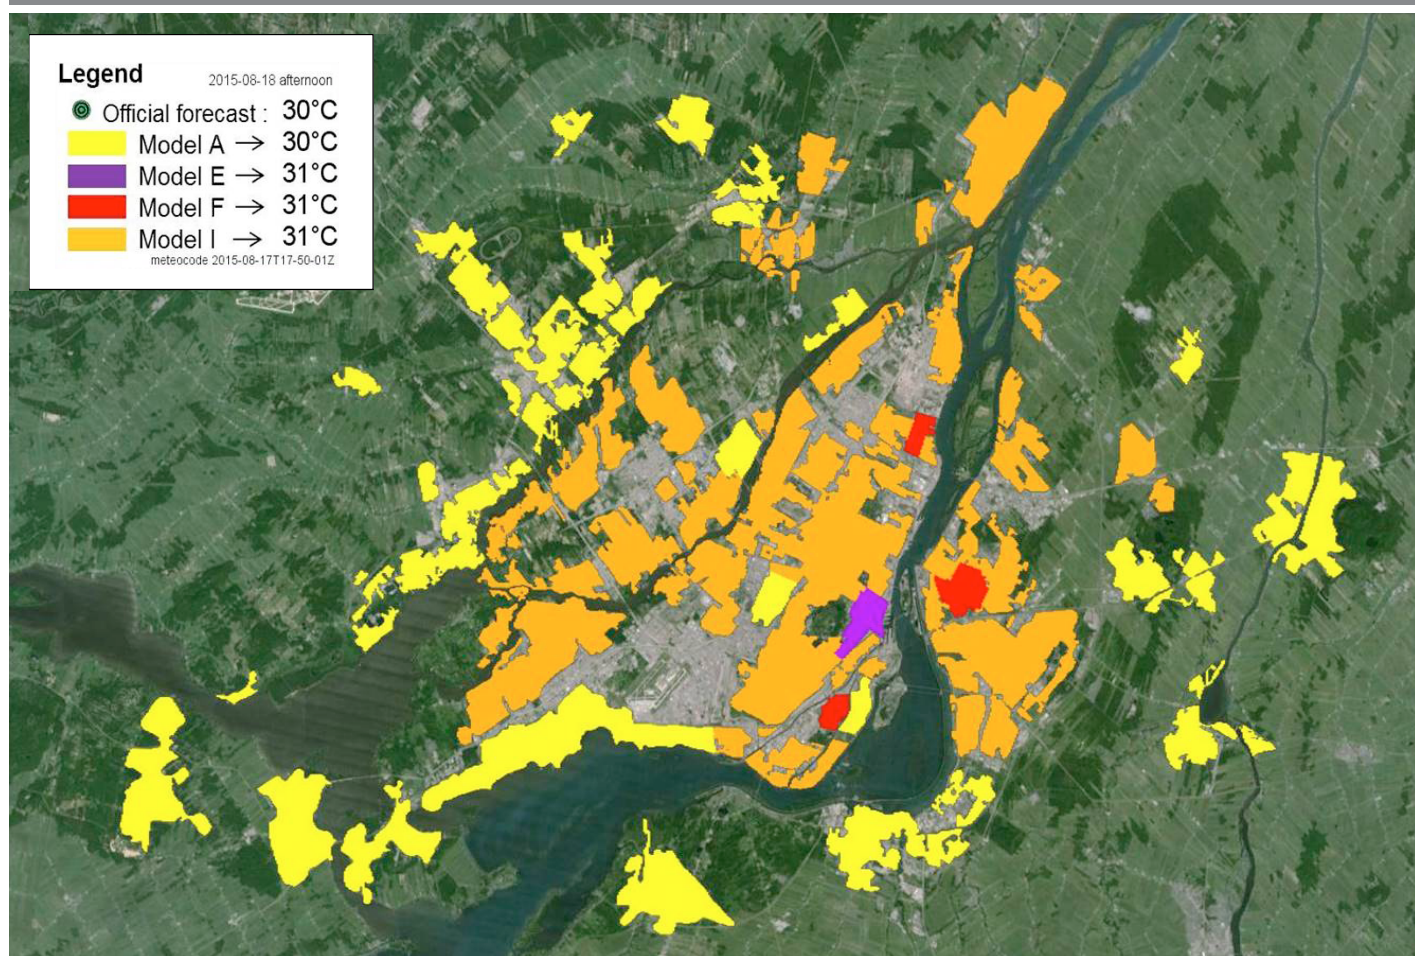 Legend
2015-08-18 afternoon
Official forecast : 30°C
Model A → 30°C
Model E → 31°C
Model F → 31°C
Model I → 31°C
meteocode 2015-08-17T17-50-01Z